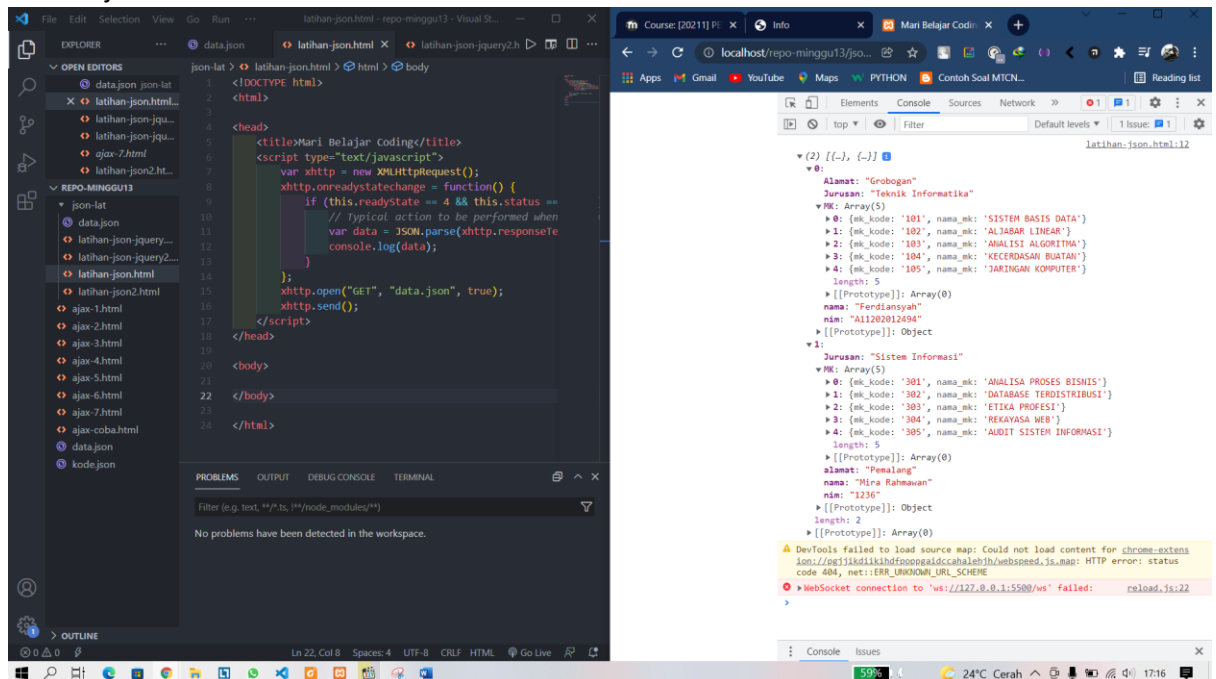 File Edit Selection View Go Run ... latihan-json.html - repo-minggu13 - Visual St...
EXPLORER ...
data.json latihan-json.html latihan-json-jquery2.h
OPEN EDITORS
data.json json-lat
latihan-json.html...
latihan-json-jqu...
latihan-json-jqu...
ajax-7.html
latihan-json2.ht...
REPO-MINGGU13
json-lat
data.json
latihan-json-jquery....
latihan-json-jquery2....
latihan-json.html
latihan-json2.html
ajax-1.html
ajax-2.html
ajax-3.html
ajax-4.html
ajax-5.html
ajax-6.html
ajax-7.html
ajax-coba.html
data.json
kode.json
OUTLINE
json-lat > latihan-json.html > html > body
1 <!DOCTYPE html>
2 <html>
3
4 <head>
5 <title>Mari Belajar Coding</title>
6 <script type="text/javascript">
7 var xhttp = new XMLHttpRequest();
8 xhttp.onreadystatechange = function() {
9 if (this.readyState == 4 && this.status ==
10 // Typical action to be performed when
11 var data = JSON.parse(xhttp.responseTe
12 console.log(data);
13 }
14 };
15 xhttp.open("GET", "data.json", true);
16 xhttp.send();
17 </script>
18 </head>
19
20 <body>
21
22 </body>
23
24 </html>
PROBLEMS OUTPUT DEBUG CONSOLE TERMINAL
Filter (e.g. text, **/*.ts, !**/node_modules/**)
No problems have been detected in the workspace.
0 0 Ln 22, Col 8 Spaces: 4 UTF-8 CRLF HTML Go Live
Course: [20211] PE Info Mari Belajar Codin
localhost/repo-minggu13/jso...
Apps Gmail YouTube Maps PYTHON Contoh Soal MTCN... Reading list
Elements Console Sources Network » 1 1
top Filter Default levels 1 Issue: 1
latihan-json.html:12
(2) [{…}, {…}]
0:
Alamat: "Grobogan"
Jurusan: "Teknik Informatika"
MK: Array(5)
0: {mk_kode: '101', nama_mk: 'SISTEM BASIS DATA'}
1: {mk_kode: '102', nama_mk: 'ALJABAR LINEAR'}
2: {mk_kode: '103', nama_mk: 'ANALISI ALGORITMA'}
3: {mk_kode: '104', nama_mk: 'KECERDASAN BUATAN'}
4: {mk_kode: '105', nama_mk: 'JARINGAN KOMPUTER'}
length: 5
[[Prototype]]: Array(0)
nama: "Ferdiansyah"
nim: "A11202012494"
[[Prototype]]: Object
1:
Jurusan: "Sistem Informasi"
MK: Array(5)
0: {mk_kode: '301', nama_mk: 'ANALISA PROSES BISNIS'}
1: {mk_kode: '302', nama_mk: 'DATABASE TERDISTRIBUSI'}
2: {mk_kode: '303', nama_mk: 'ETIKA PROFESI'}
3: {mk_kode: '304', nama_mk: 'REKAYASA WEB'}
4: {mk_kode: '305', nama_mk: 'AUDIT SISTEM INFORMASI'}
length: 5
[[Prototype]]: Array(0)
alamat: "Pemalang"
nama: "Mira Rahmawan"
nim: "1236"
[[Prototype]]: Object
length: 2
[[Prototype]]: Array(0)
DevTools failed to load source map: Could not load content for chrome-extens
ion://pgjjikdiikihdfpoppgaidccahalehjh/webspeed.js.map: HTTP error: status
code 404, net::ERR_UNKNOWN_URL_SCHEME
WebSocket connection to 'ws://127.0.0.1:5500/ws' failed: reload.js:22
Console Issues
59% 24°C Cerah 17:16